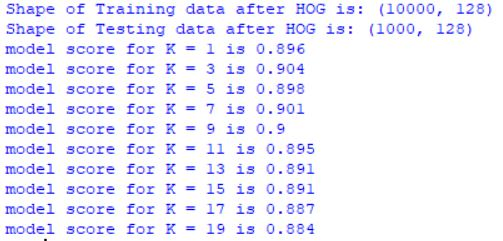 Shape of Training data after HOG is: (10000, 128)
Shape of Testing data after HOG is: (1000, 128)
model score for K = 1 is 0.896
model score for K = 3 is 0.904
model score for K = 5 is 0.898
model score for K = 7 is 0.901
model score for K = 9 is 0.9
model score for K = 11 is 0.895
model score for K = 13 is 0.891
model score for K = 15 is 0.891
model score for K = 17 is 0.887
model score for K = 19 is 0.884